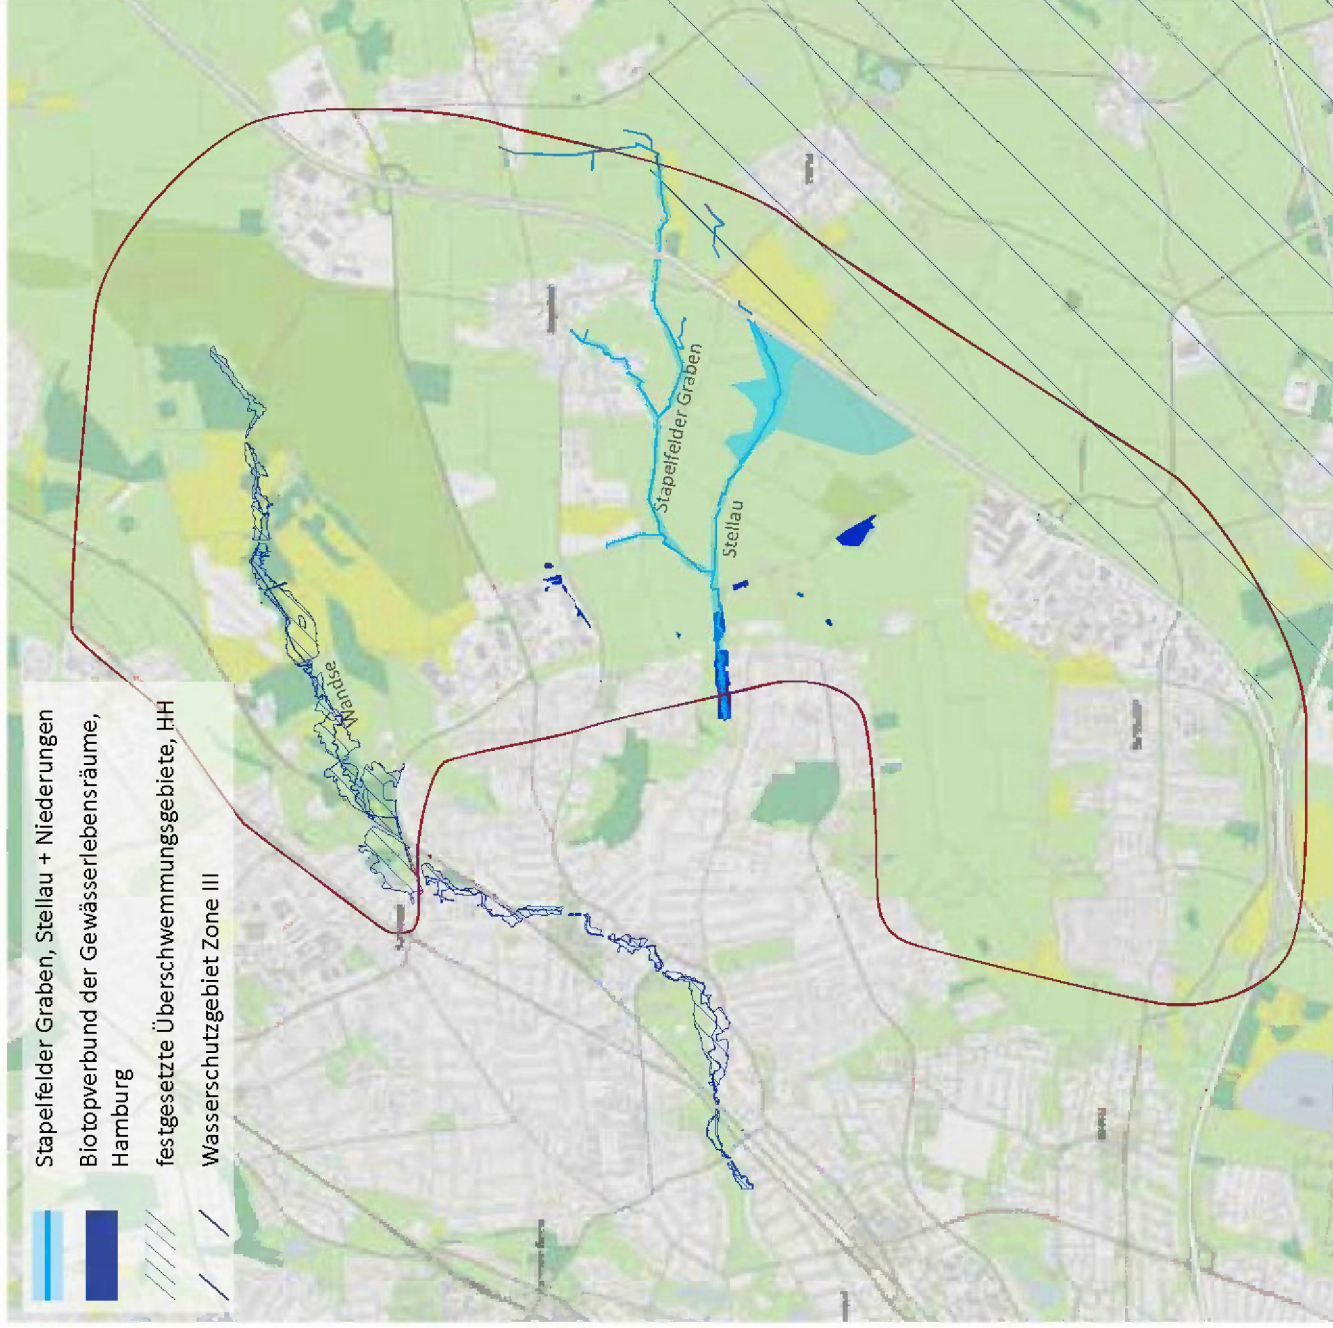 Stapelfelder Graben, Stellau + Niederungen
Biotopverbund der Gewässerlebensräume,
Hamburg
festgesetzte Überschwemmungsgebiete, HH
Wasserschutzgebiet Zone III
Wandse
Stapelfelder Graben
Stellau